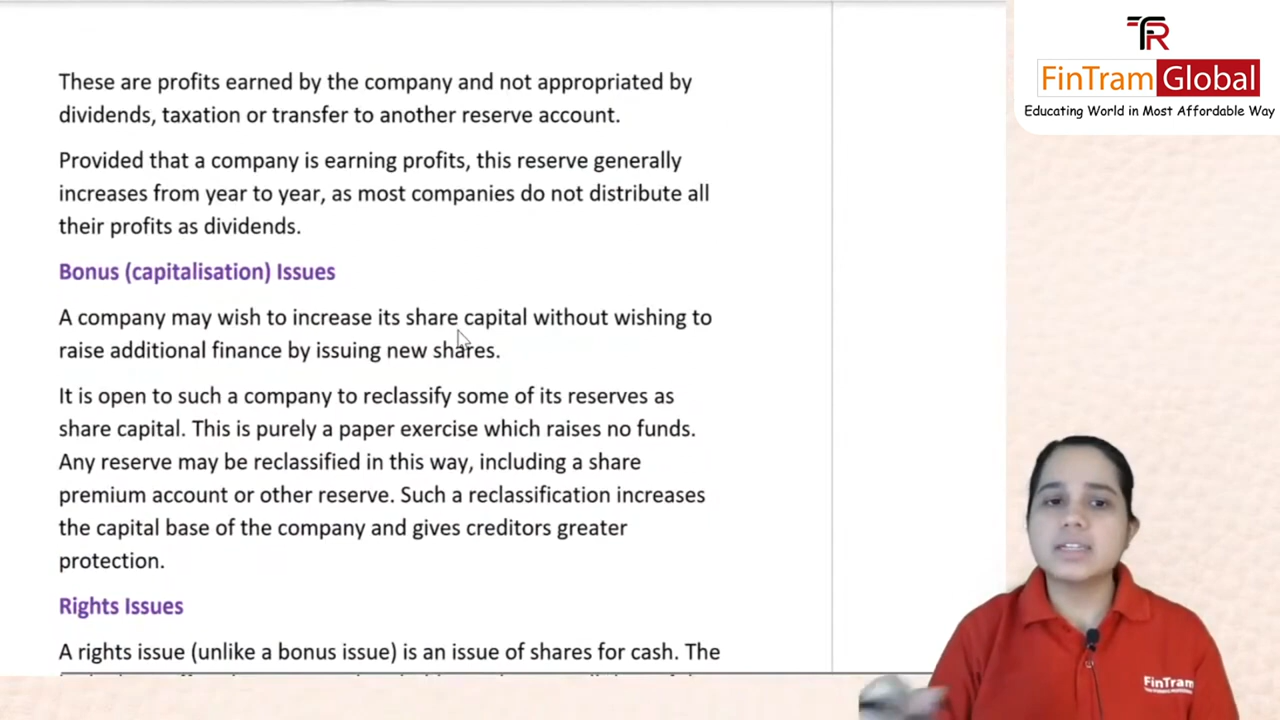 These are profits earned by the company and not appropriated by
dividends, taxation or transfer to another reserve account.
Provided that a company is earning profits, this reserve generally
increases from year to year, as most companies do not distribute all
their profits as dividends.
Bonus (capitalisation) Issues
A company may wish to increase its share capital without wishing to
raise additional finance by issuing new shares.
It is open to such a company to reclassify some of its reserves as
share capital. This is purely a paper exercise which raises no funds.
Any reserve may be reclassified in this way, including a share
premium account or other reserve. Such a reclassification increases
the capital base of the company and gives creditors greater
protection.
Rights Issues
A rights issue (unlike a bonus issue) is an issue of shares for cash. The
FinTram Global
Educating World in Most Affordable Way
FinTram